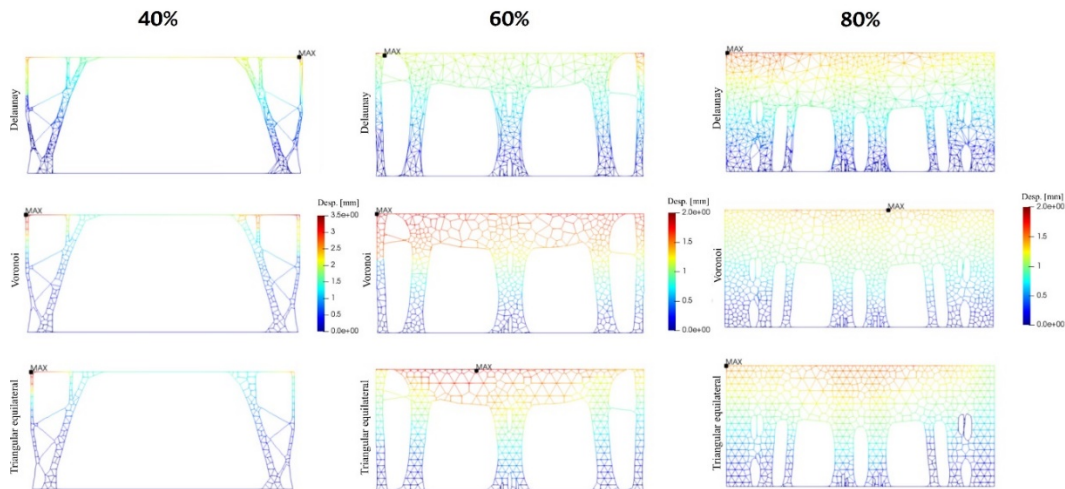 40% 60% 80%
Delaunay
MAX
Delaunay
MAX
Delaunay
MAX
Voronoi
MAX
Desp. [mm]
3.5e+00
3
2.5
2
1.5
1
0.5
0.0e+00
Voronoi
MAX
Desp. [mm]
2.0e+00
1.5
1
0.5
0.0e+00
Voronoi
MAX
Desp. [mm]
2.0e+00
1.5
1
0.5
0.0e+00
Triangular equilateral
MAX
Triangular equilateral
MAX
Triangular equilateral
MAX